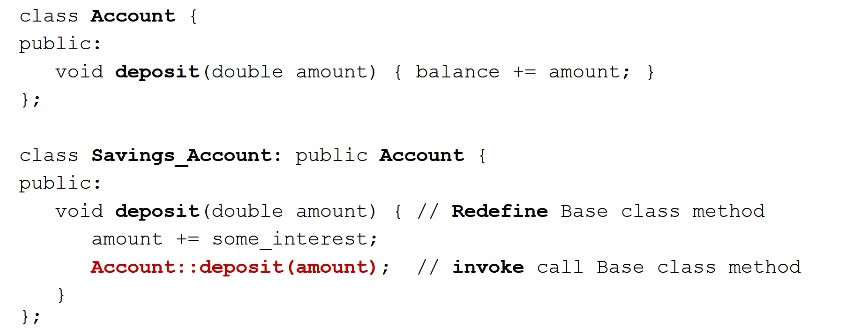 class Account {
public:
   void deposit(double amount) { balance += amount; }
};

class Savings_Account: public Account {
public:
   void deposit(double amount) { // Redefine Base class method
      amount += some_interest;
      Account::deposit(amount);  // invoke call Base class method
   }
};